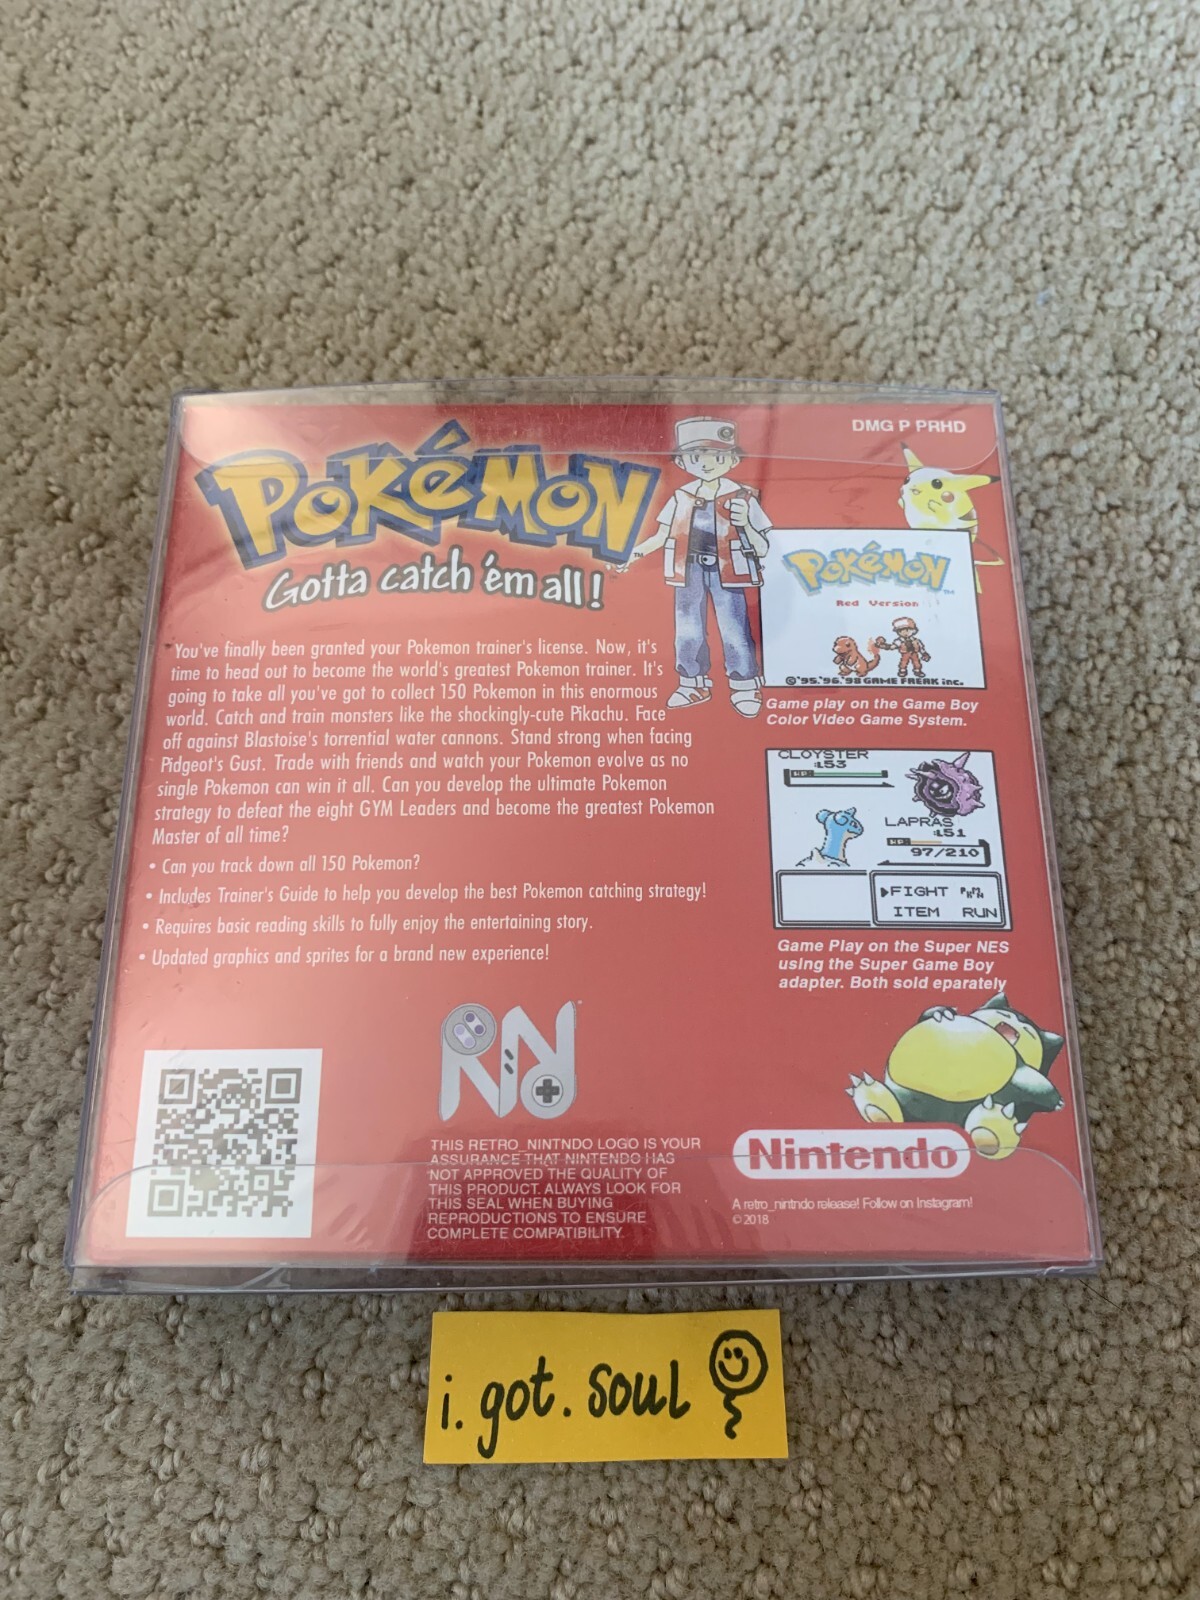 DMG P PRHD
POKéMON
™
Gotta catch 'em all!
You've finally been granted your Pokemon trainer's license. Now, it's
time to head out to become the world's greatest Pokemon trainer. It's
going to take all you've got to collect 150 Pokemon in this enormous
world. Catch and train monsters like the shockingly-cute Pikachu. Face
off against Blastoise's torrential water cannons. Stand strong when facing
Pidgeot's Gust. Trade with friends and watch your Pokemon evolve as no
single Pokemon can win it all. Can you develop the ultimate Pokemon
strategy to defeat the eight GYM Leaders and become the greatest Pokemon
Master of all time?
• Can you track down all 150 Pokemon?
• Includes Trainer's Guide to help you develop the best Pokemon catching strategy!
• Requires basic reading skills to fully enjoy the entertaining story.
• Updated graphics and sprites for a brand new experience!
POKéMON
™
Red Version
©'95.'96.'98 GAME FREAK inc.
Game play on the Game Boy
Color Video Game System.
CLOYSTER
:L53
HP:
LAPRAS
:L51
HP:
97/210
▶FIGHT PKMN
ITEM RUN
Game Play on the Super NES
using the Super Game Boy
adapter. Both sold eparately
RN
THIS RETRO_NINTNDO LOGO IS YOUR
ASSURANCE THAT NINTENDO HAS
NOT APPROVED THE QUALITY OF
THIS PRODUCT. ALWAYS LOOK FOR
THIS SEAL WHEN BUYING
REPRODUCTIONS TO ENSURE
COMPLETE COMPATIBILITY.
Nintendo
A retro_nintndo release! Follow on Instagram!
© 2018
i.got.soul